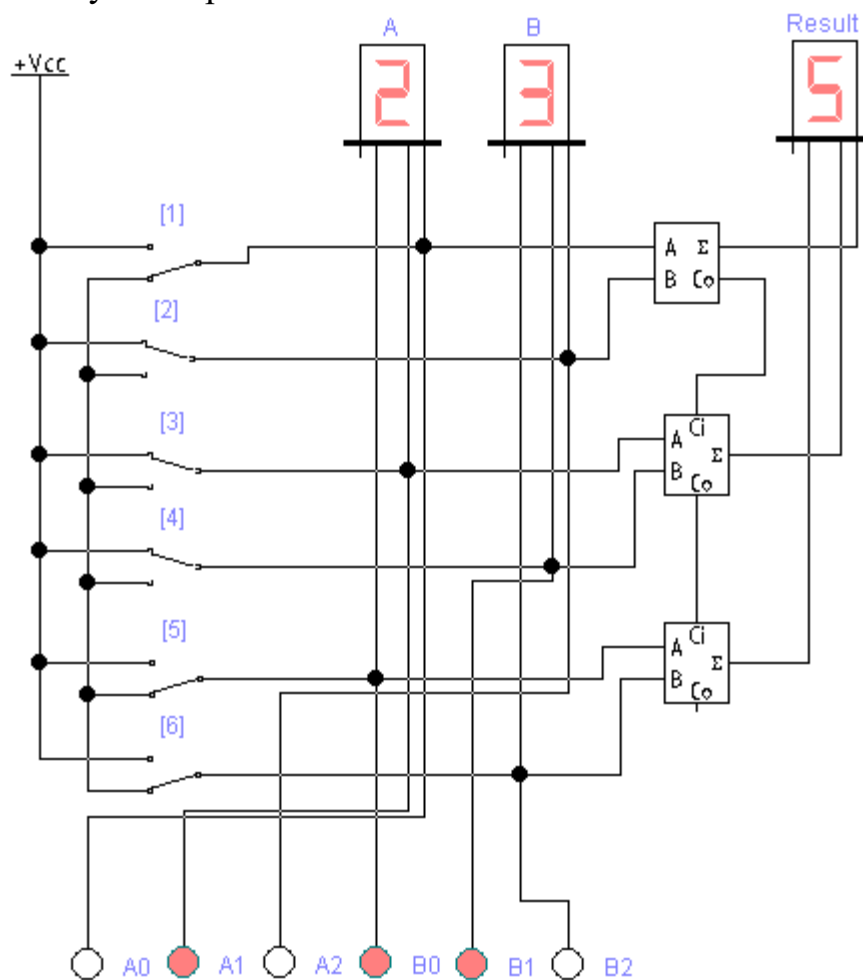 A
B
Result
+Vcc
2
3
5
[1]
A Σ
B Co
[2]
[3]
Ci
A
Σ
B
Co
[4]
[5]
Ci
A
Σ
B
Co
[6]
A0
A1
A2
B0
B1
B2